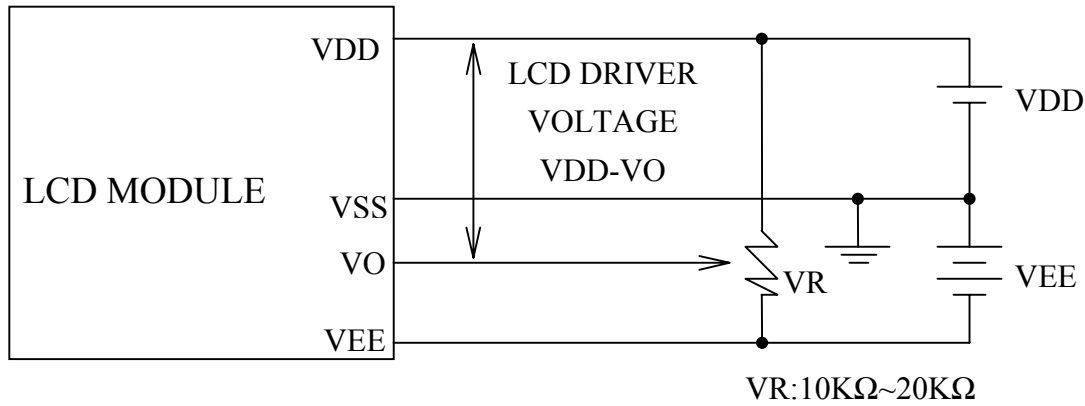 VDD
LCD DRIVER
VOLTAGE
VDD-VO
VDD
LCD MODULE
VSS
VO
VR
VEE
VEE
VR:10KΩ~20KΩ